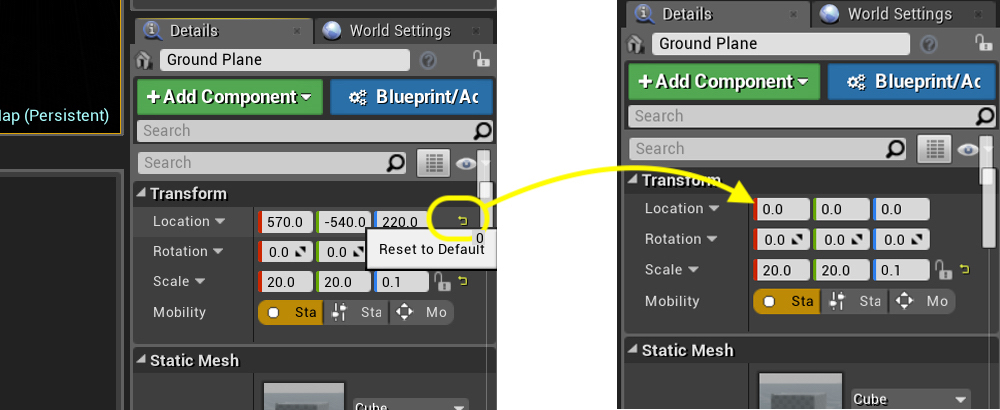 Details
World Settings
Ground Plane
+ Add Component
Blueprint/Ac
ap (Persistent)
Search
Search
Transform
Location
570.0
-540.0
220.0
Rotation
0.0
0.0
0
Reset to Default
Scale
20.0
20.0
0.1
Mobility
Sta
Sta
Mo
Static Mesh
Cube
Details
World Settings
Ground Plane
+ Add Component
Blueprint/Ac
Search
Search
Transform
Location
0.0
0.0
0.0
Rotation
0.0
0.0
0.0
Scale
20.0
20.0
0.1
Mobility
Sta
Sta
Mo
Static Mesh
Cube